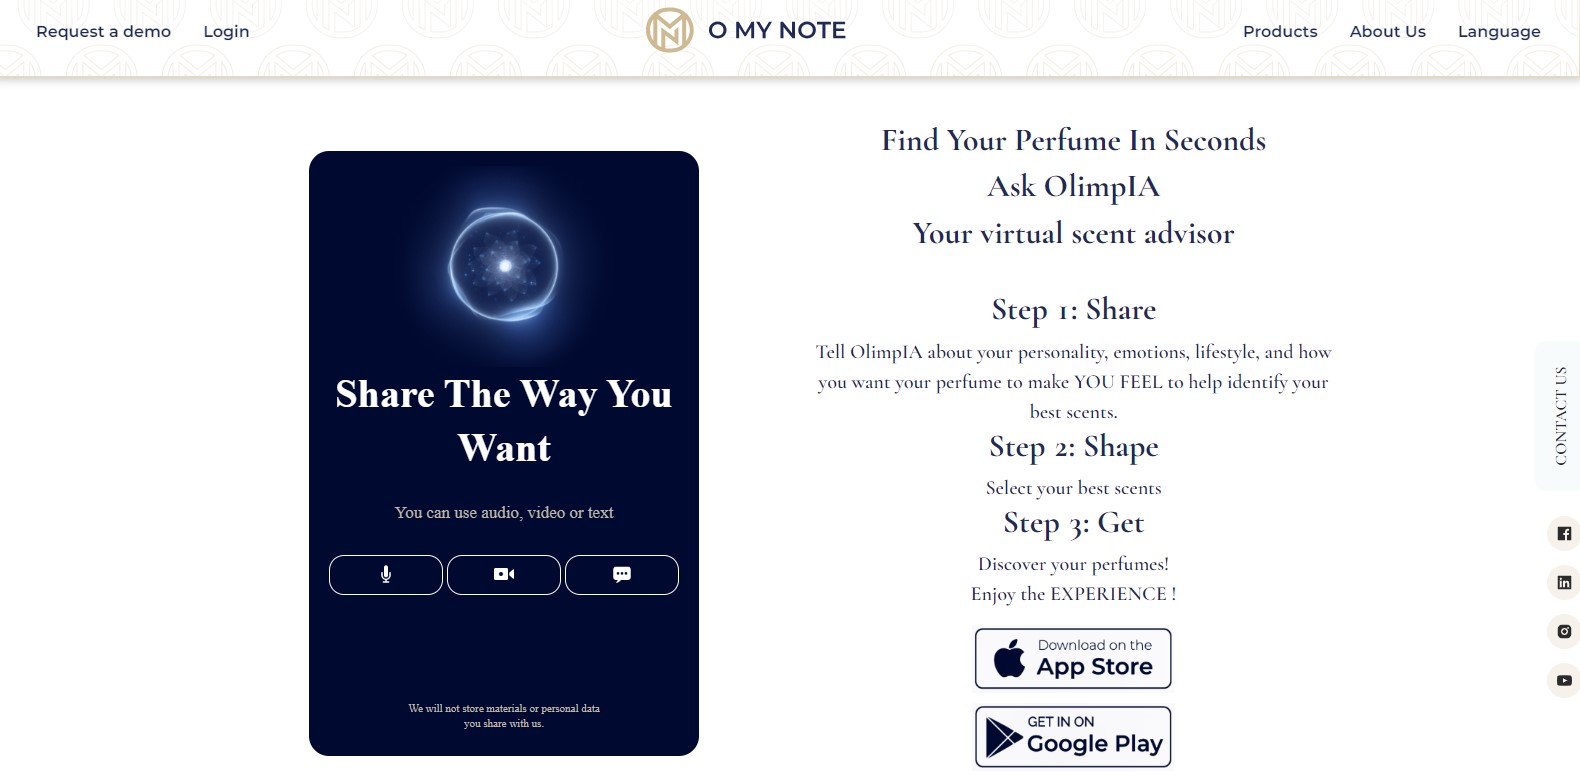 Request a demo
Login
O MY NOTE
Products
About Us
Language
Share The Way You
Want
You can use audio, video or text
We will not store materials or personal data
you share with us.
Find Your Perfume In Seconds
Ask OlimpIA
Your virtual scent advisor
Step 1: Share
Tell OlimpIA about your personality, emotions, lifestyle, and how
you want your perfume to make YOU FEEL to help identify your
best scents.
Step 2: Shape
Select your best scents
Step 3: Get
Discover your perfumes!
Enjoy the EXPERIENCE !
Download on the
App Store
GET IN ON
Google Play
CONTACT US